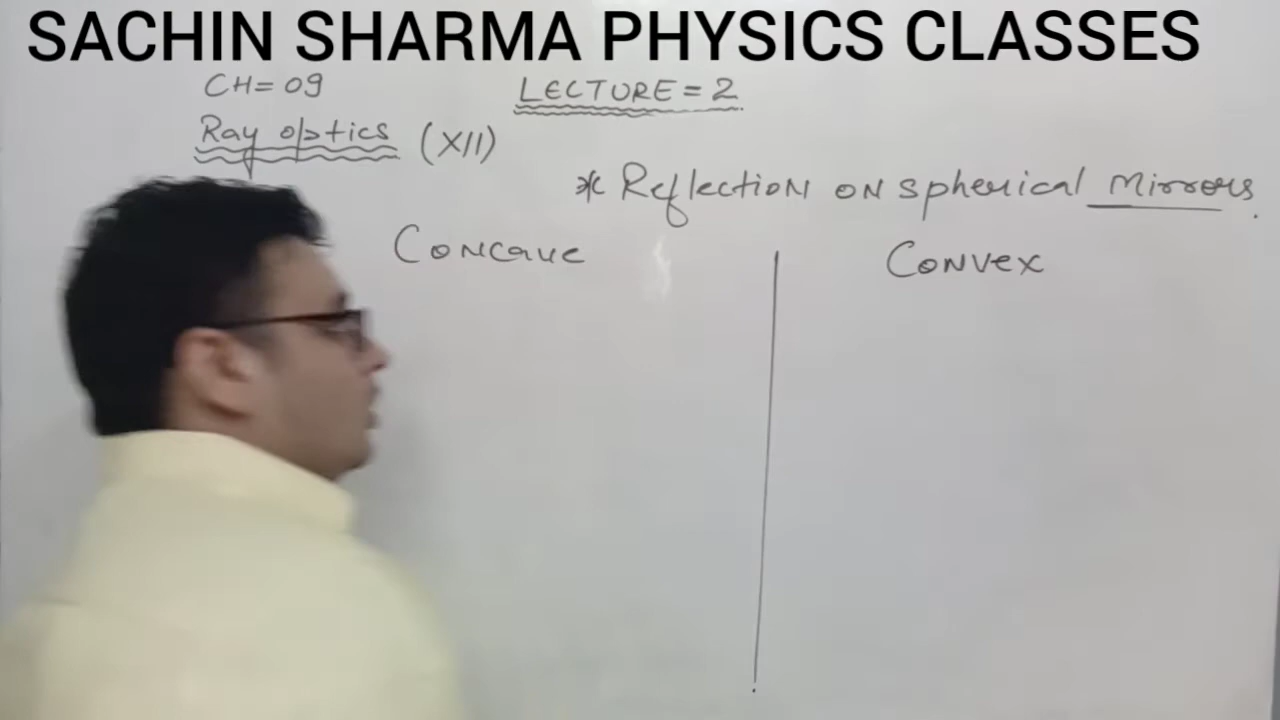 SACHIN SHARMA PHYSICS CLASSES
CH= 09
LECTURE = 2
Ray optics (XII)
* Reflection on spherical Mirrors.
Concave
Convex